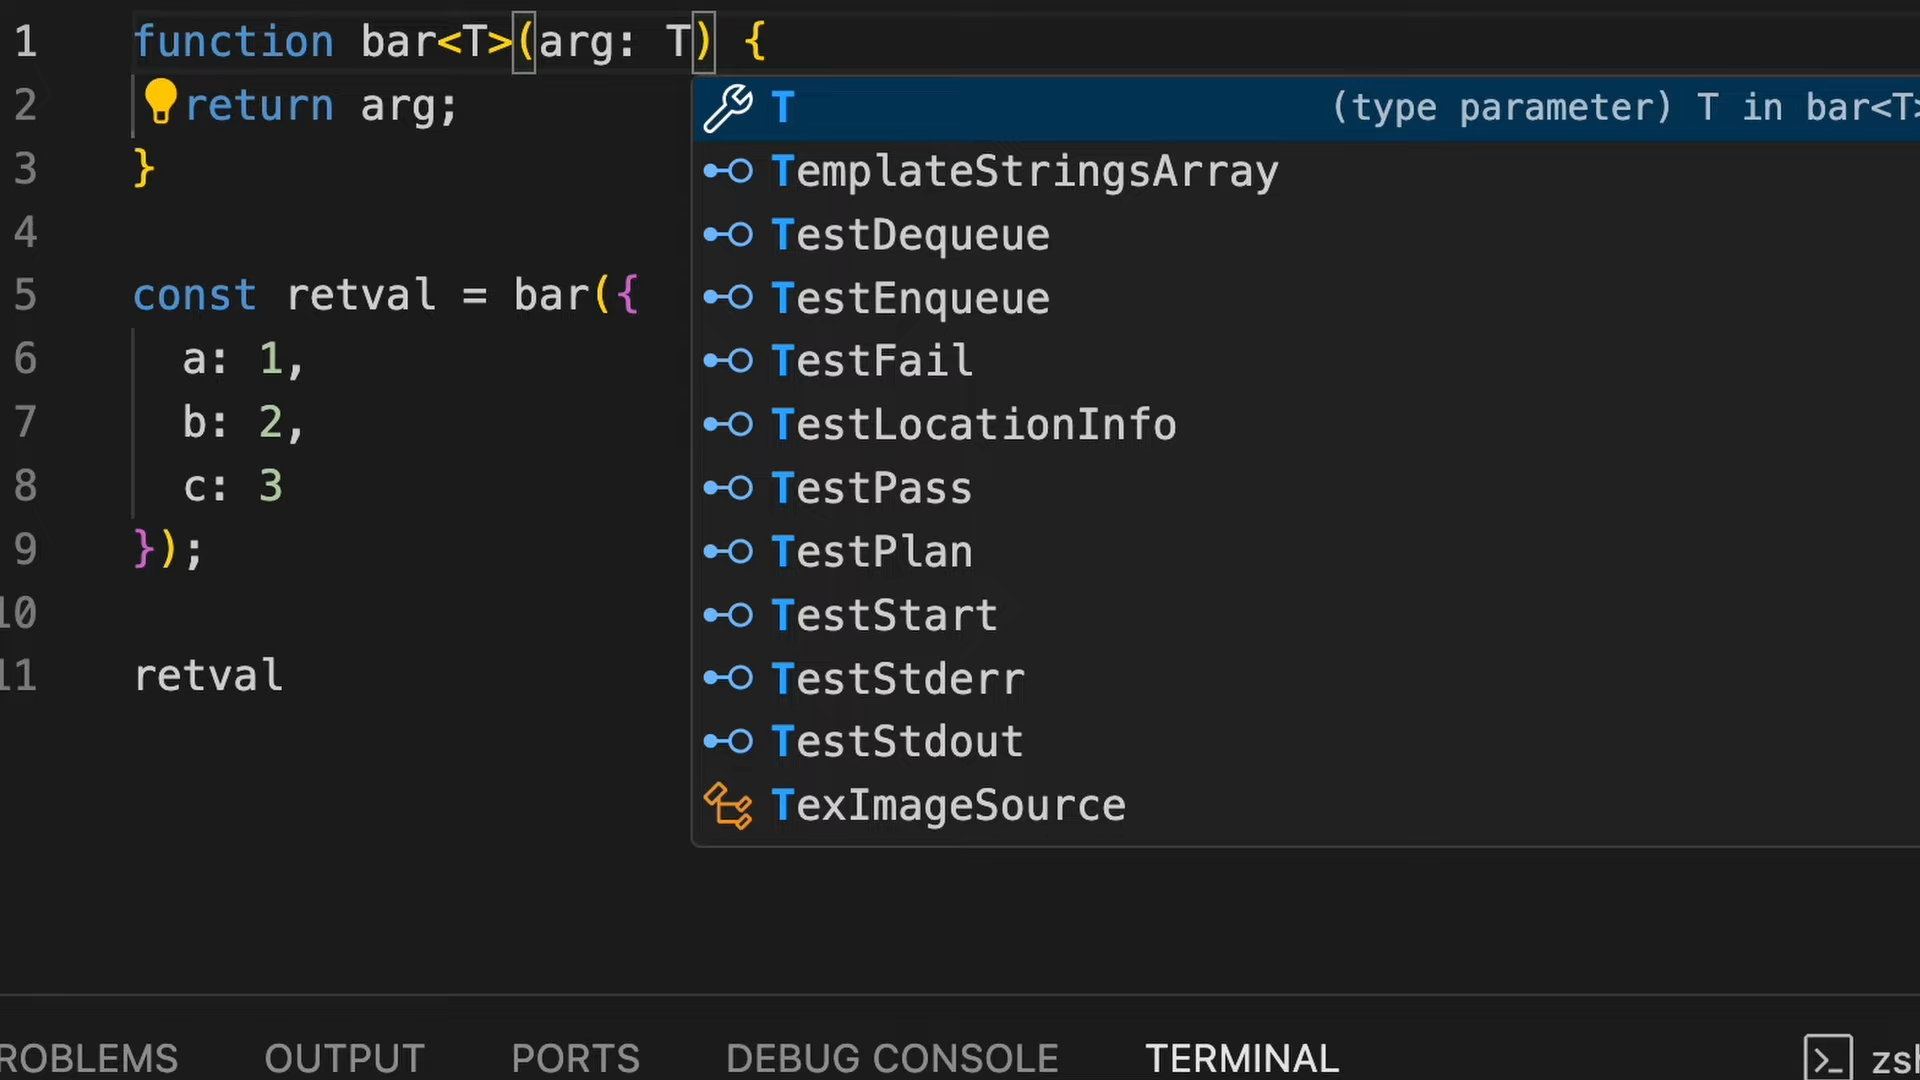 1 function bar<T>(arg: T) {
2 return arg;
3 }
4
5 const retval = bar({
6 a: 1,
7 b: 2,
8 c: 3
9 });
10
11 retval
T (type parameter) T in bar<T>
TemplateStringsArray
TestDequeue
TestEnqueue
TestFail
TestLocationInfo
TestPass
TestPlan
TestStart
TestStderr
TestStdout
TexImageSource
ROBLEMS OUTPUT PORTS DEBUG CONSOLE TERMINAL zsh